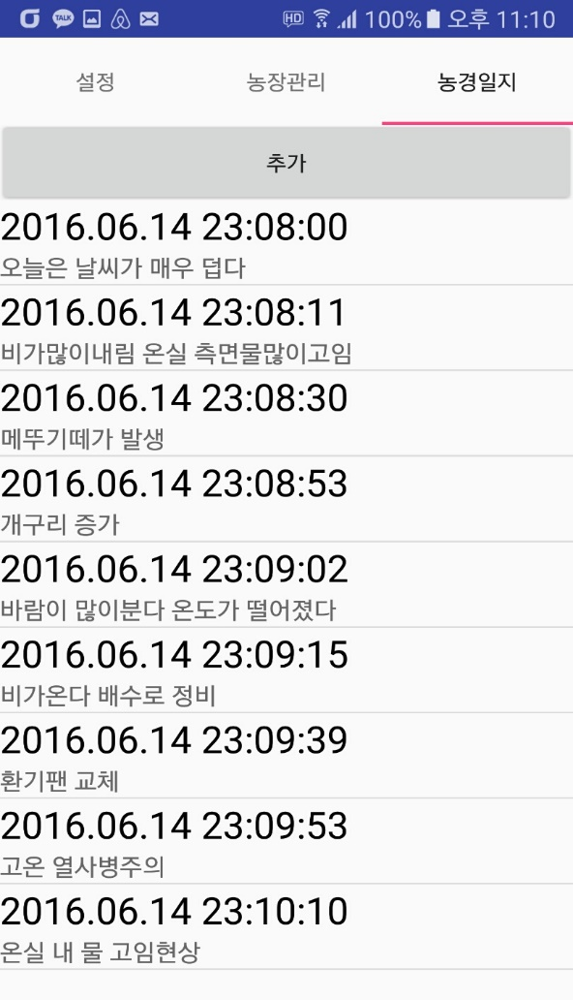 TALK HD 100% 오후 11:10
설정 농장관리 농경일지
추가
2016.06.14 23:08:00
오늘은 날씨가 매우 덥다
2016.06.14 23:08:11
비가많이내림 온실 측면물많이고임
2016.06.14 23:08:30
메뚜기떼가 발생
2016.06.14 23:08:53
개구리 증가
2016.06.14 23:09:02
바람이 많이분다 온도가 떨어졌다
2016.06.14 23:09:15
비가온다 배수로 정비
2016.06.14 23:09:39
환기팬 교체
2016.06.14 23:09:53
고온 열사병주의
2016.06.14 23:10:10
온실 내 물 고임현상